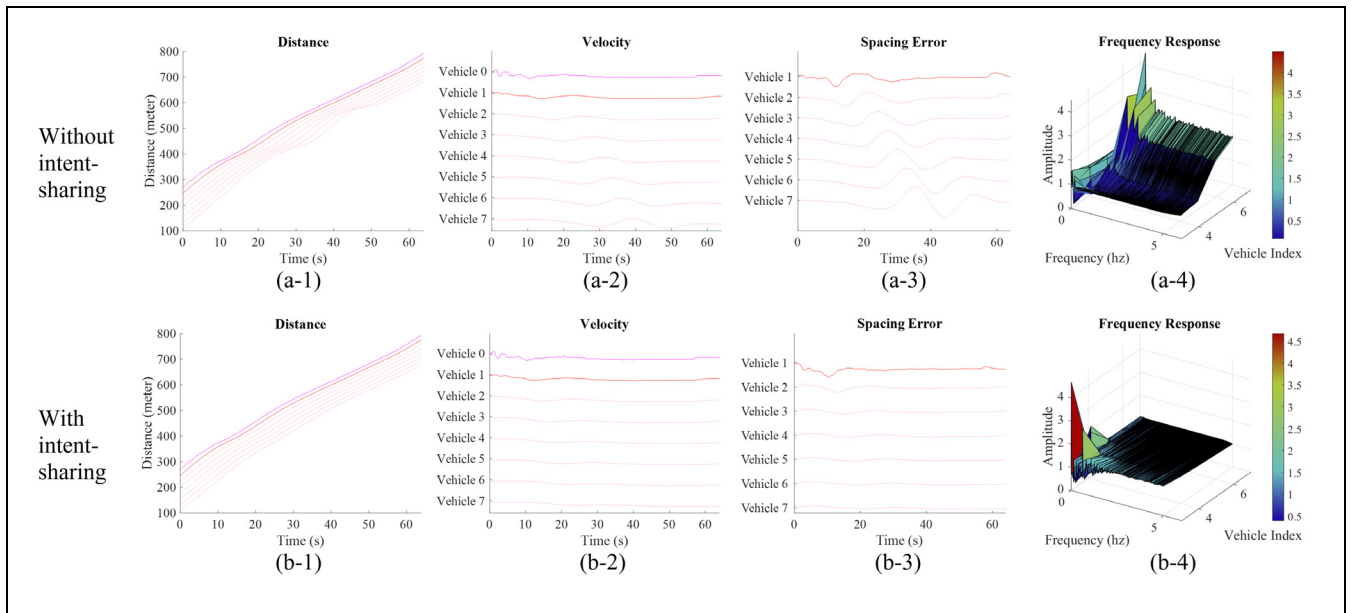 Without
intent-
sharing
Distance
Distance (meter)
800
700
600
500
400
300
200
100
0 10 20 30 40 50 60
Time (s)
(a-1)
Velocity
Vehicle 0
Vehicle 1
Vehicle 2
Vehicle 3
Vehicle 4
Vehicle 5
Vehicle 6
Vehicle 7
0 20 40 60
Time (s)
(a-2)
Spacing Error
Vehicle 1
Vehicle 2
Vehicle 3
Vehicle 4
Vehicle 5
Vehicle 6
Vehicle 7
0 20 40 60
Time (s)
(a-3)
Frequency Response
Amplitude
4
3
2
1
0
0 5
Frequency (hz)
4 6
Vehicle Index
4
3.5
3
2.5
2
1.5
1
0.5
(a-4)
With
intent-
sharing
Distance
Distance (meter)
800
700
600
500
400
300
200
100
0 10 20 30 40 50 60
Time (s)
(b-1)
Velocity
Vehicle 0
Vehicle 1
Vehicle 2
Vehicle 3
Vehicle 4
Vehicle 5
Vehicle 6
Vehicle 7
0 20 40 60
Time (s)
(b-2)
Spacing Error
Vehicle 1
Vehicle 2
Vehicle 3
Vehicle 4
Vehicle 5
Vehicle 6
Vehicle 7
0 20 40 60
Time (s)
(b-3)
Frequency Response
Amplitude
4
3
2
1
0
0 5
Frequency (hz)
4 6
Vehicle Index
4.5
4
3.5
3
2.5
2
1.5
1
0.5
(b-4)